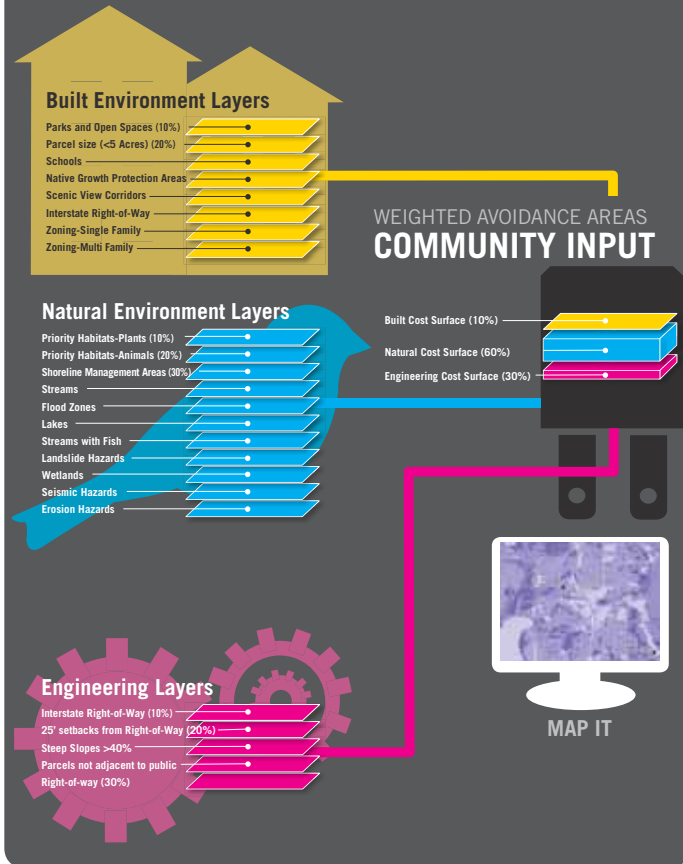 Built Environment Layers
Parks and Open Spaces (10%)
Parcel size (<5 Acres) (20%)
Schools
Native Growth Protection Areas
Scenic View Corridors
Interstate Right-of-Way
Zoning-Single Family
Zoning-Multi Family
WEIGHTED AVOIDANCE AREAS
COMMUNITY INPUT
Built Cost Surface (10%)
Natural Cost Surface (60%)
Engineering Cost Surface (30%)
Natural Environment Layers
Priority Habitats-Plants (10%)
Priority Habitats-Animals (20%)
Shoreline Management Areas (30%)
Streams
Flood Zones
Lakes
Streams with Fish
Landslide Hazards
Wetlands
Seismic Hazards
Erosion Hazards
Engineering Layers
Interstate Right-of-Way (10%)
25' setbacks from Right-of-Way (20%)
Steep Slopes >40%
Parcels not adjacent to public
Right-of-way (30%)
MAP IT